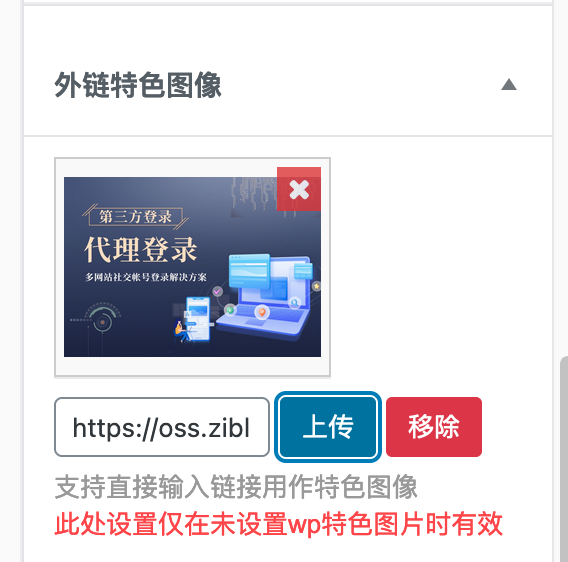 外链特色图像
第三方登录
代理登录
多网站社交帐号登录解决方案
https://oss.zibl
上传
移除
支持直接输入链接用作特色图像
此处设置仅在未设置wp特色图片时有效